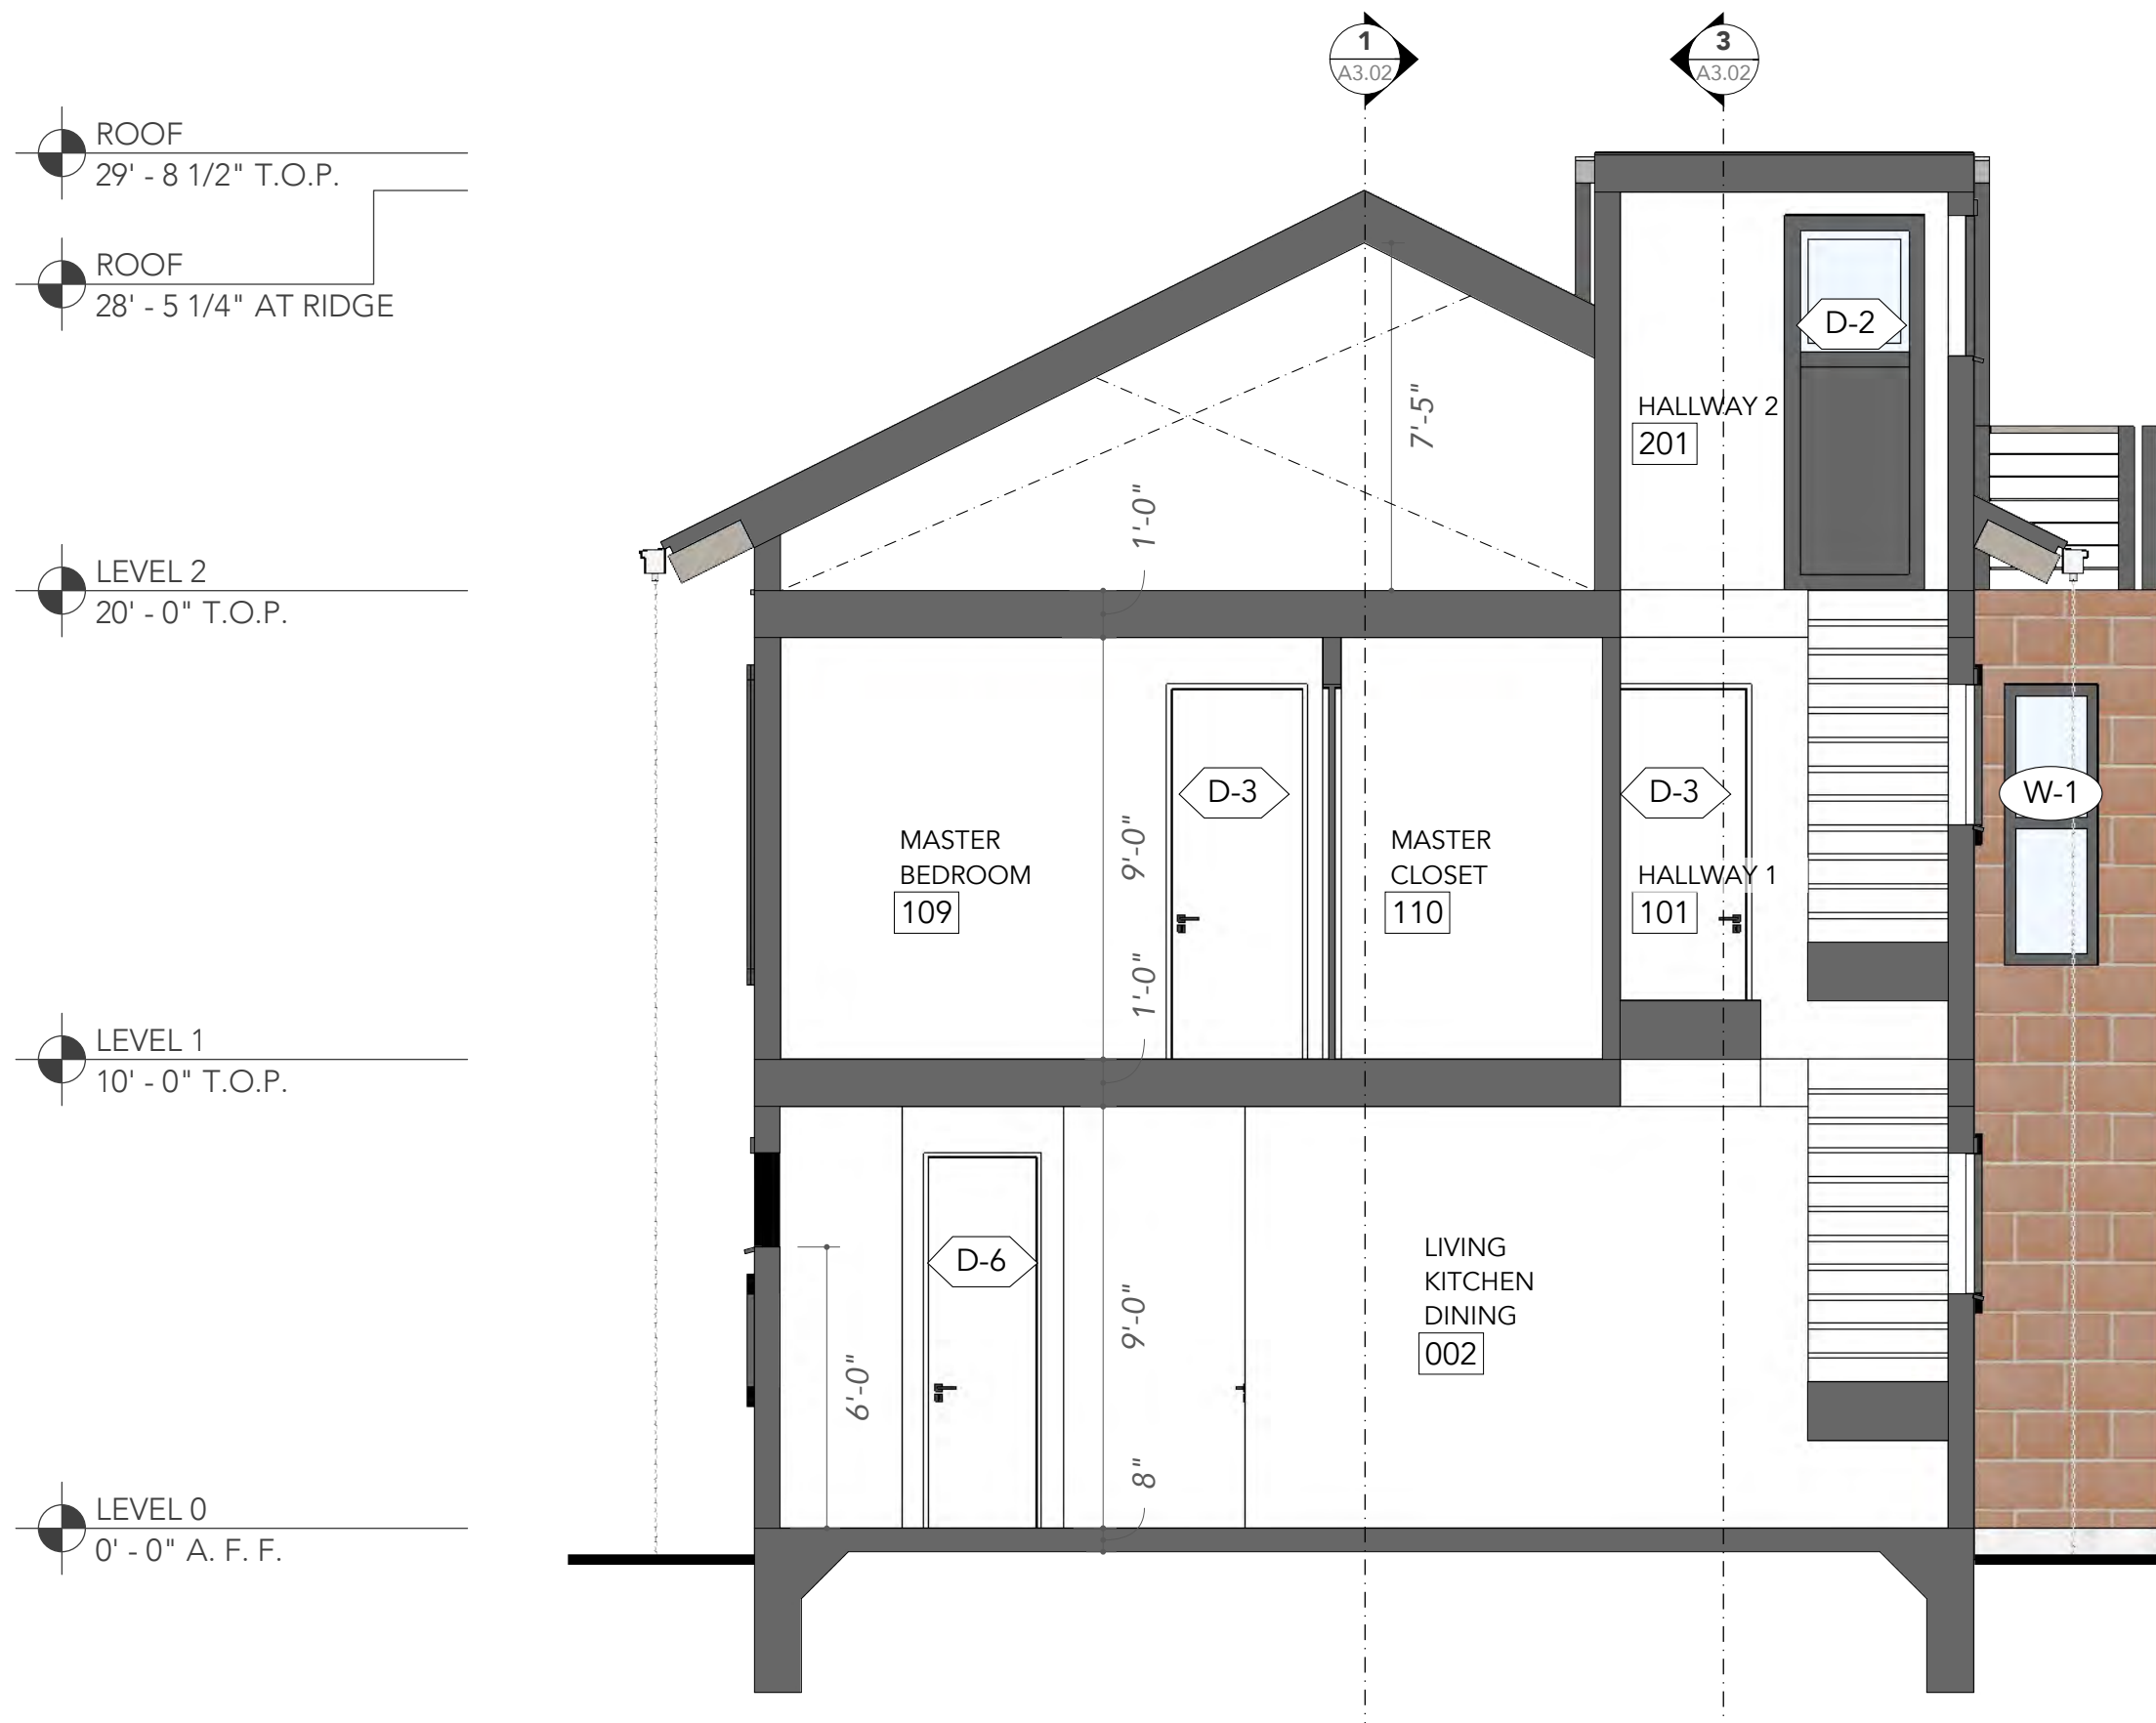 1
A3.02
3
A3.02
ROOF
29' - 8 1/2" T.O.P.
ROOF
28' - 5 1/4" AT RIDGE
D-2
7'-5"
HALLWAY 2
201
1'-0"
LEVEL 2
20' - 0" T.O.P.
D-3
D-3
W-1
9'-0"
MASTER
BEDROOM
109
MASTER
CLOSET
110
HALLWAY 1
101
1'-0"
LEVEL 1
10' - 0" T.O.P.
D-6
LIVING
KITCHEN
DINING
002
9'-0"
6'-0"
8"
LEVEL 0
0' - 0" A. F. F.